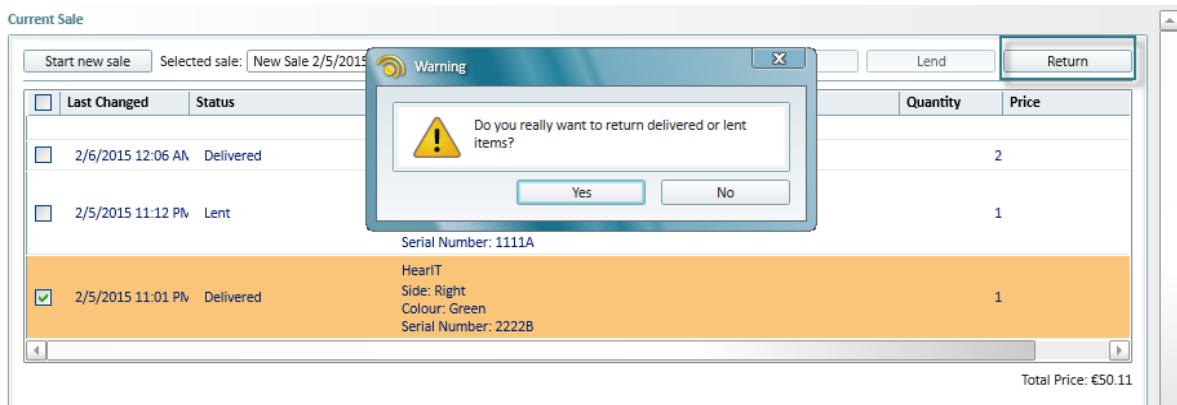 Current Sale
Start new sale Selected sale: New Sale 2/5/2015 Lend Return
Warning
Do you really want to return delivered or lent
items?
Yes No
Last Changed Status Quantity Price
2/6/2015 12:06 AM Delivered 2
2/5/2015 11:12 PM Lent 1
Serial Number: 1111A
HearIT
Side: Right
2/5/2015 11:01 PM Delivered 1
Colour: Green
Serial Number: 2222B
Total Price: €50.11